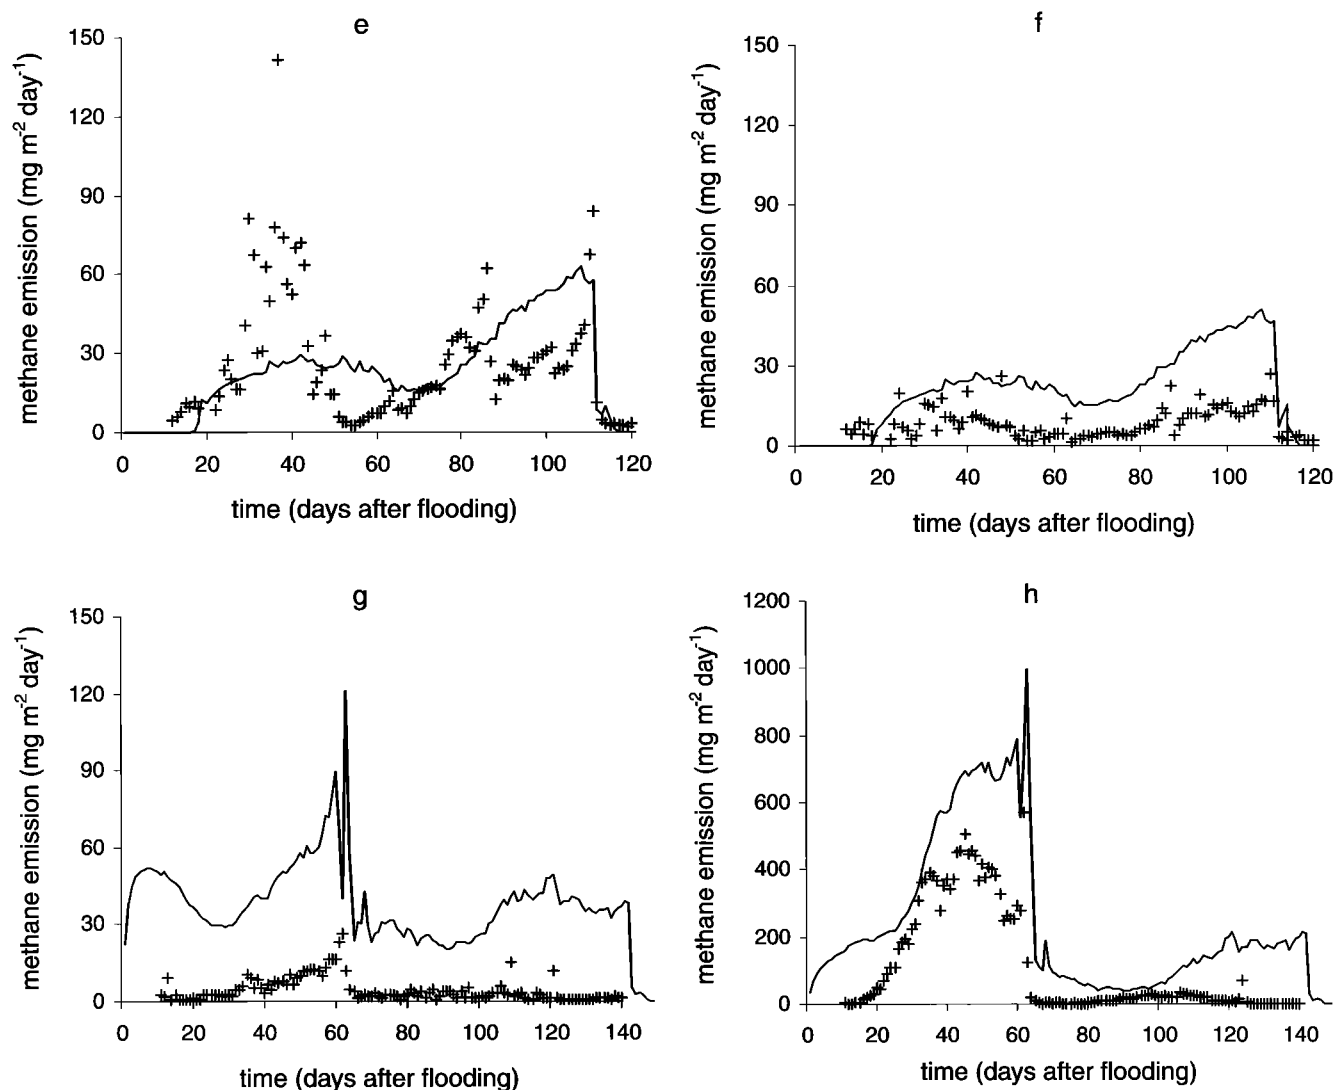 e
150
120
90
60
30
0
0 20 40 60 80 100 120
methane emission (mg m-2 day-1)
time (days after flooding)
f
150
120
90
60
30
0
0 20 40 60 80 100 120
methane emission (mg m-2 day-1)
time (days after flooding)
g
150
120
90
60
30
0
0 20 40 60 80 100 120 140
methane emission (mg m-2 day-1)
time (days after flooding)
h
1200
1000
800
600
400
200
0
0 20 40 60 80 100 120 140
methane emission (mg m-2 day-1)
time (days after flooding)